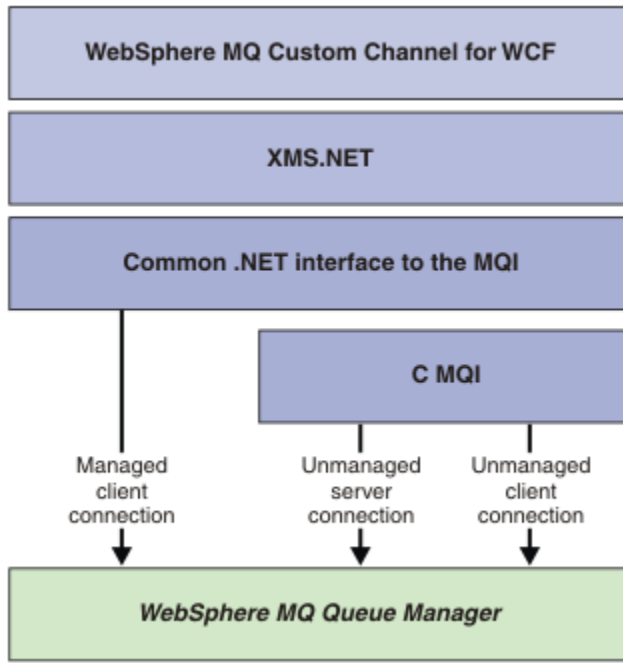 WebSphere MQ Custom Channel for WCF
XMS.NET
Common .NET interface to the MQI
C MQI
Managed
client
connection
Unmanaged
server
connection
Unmanaged
client
connection
WebSphere MQ Queue Manager